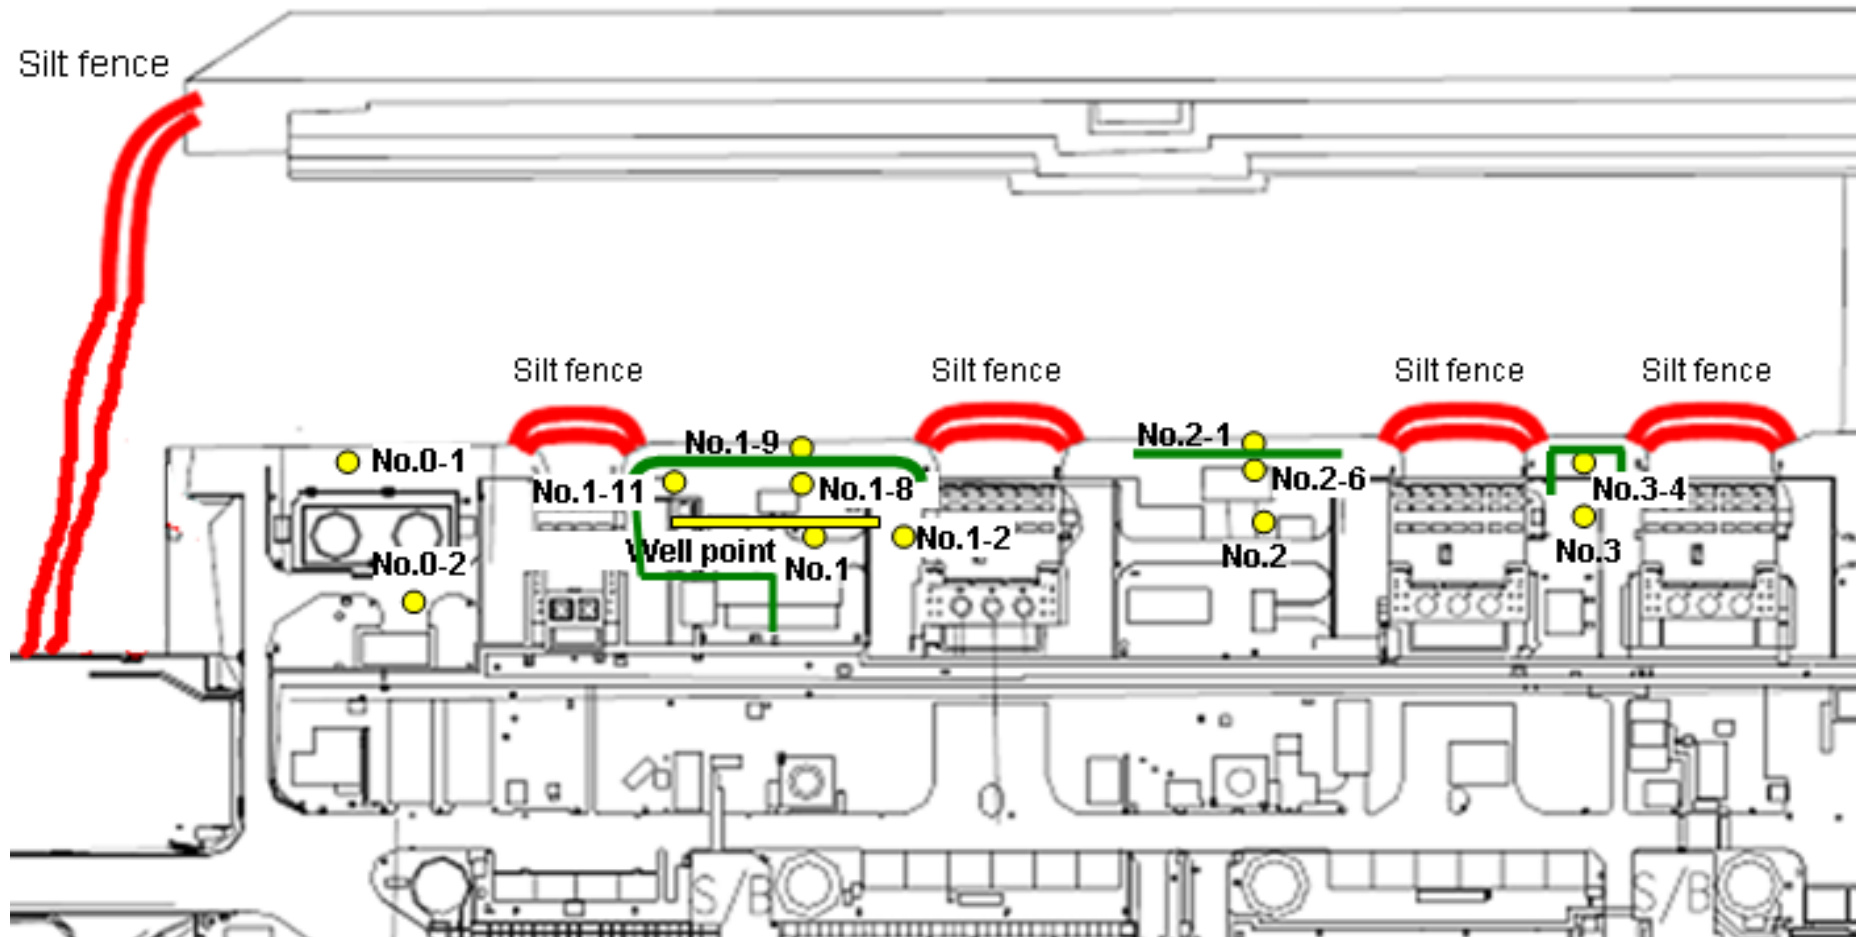 Silt fence
Silt fence
Silt fence
Silt fence
Silt fence
No.0-1
No.1-9
No.2-1
No.1-11
No.1-8
No.2-6
No.3-4
No.0-2
Well point
No.1
No.1-2
No.2
No.3
S/B
S/B